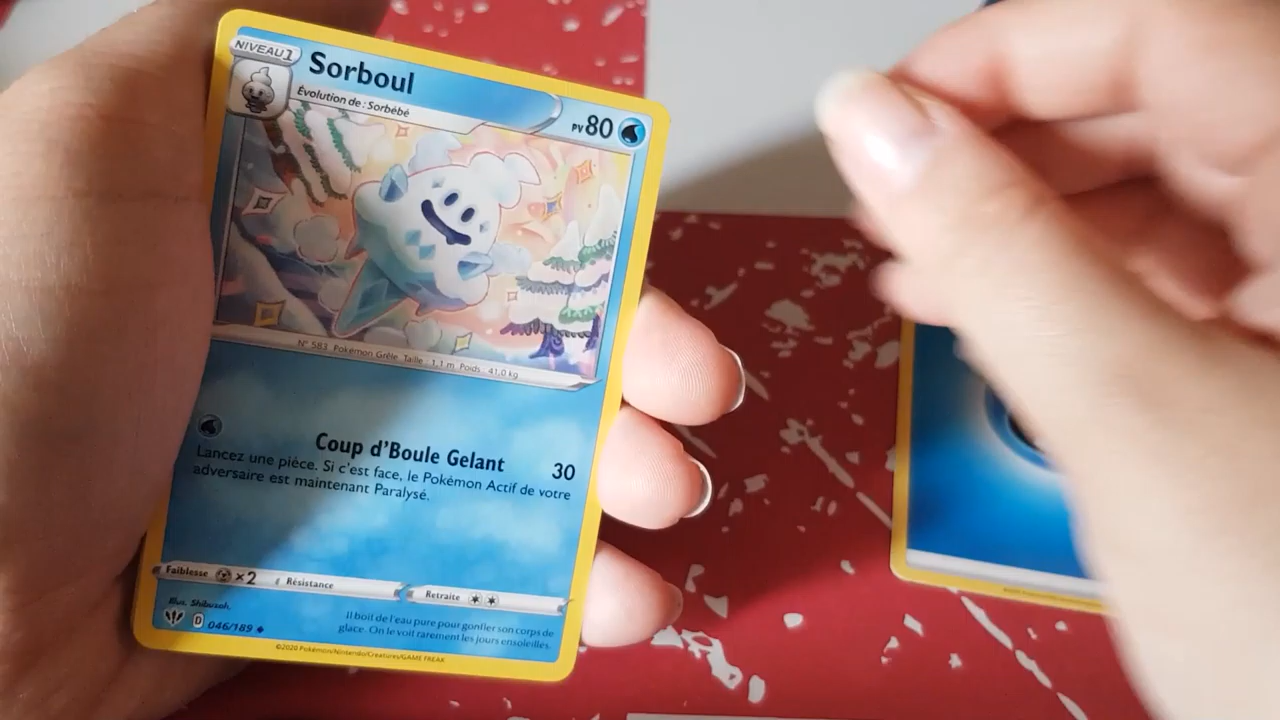 NIVEAU 1
Sorboul
Évolution de : Sorbébé
PV 80
N° 583 Pokémon Grêle Taille : 1,1 m Poids : 41,0 kg
Coup d'Boule Gelant 30
Lancez une pièce. Si c'est face, le Pokémon Actif de votre
adversaire est maintenant Paralysé.
Faiblesse ×2 Résistance Retraite
Illus. Shibuzoh.
D 046/189
Il boit de l'eau pure pour gonfler son corps de
glace. On le voit rarement les jours ensoleillés.
©2020 Pokémon/Nintendo/Creatures/GAME FREAK